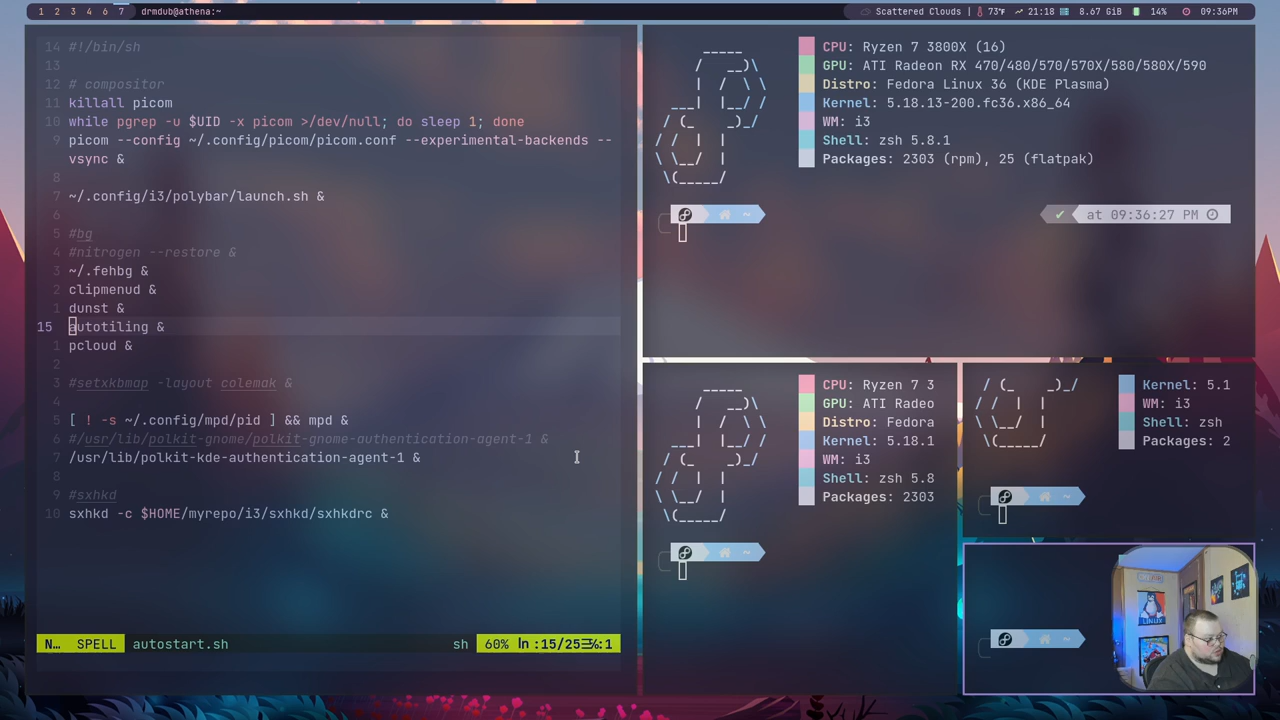 1 2 3 4 6 7 drmdub@athena:~ Scattered Clouds | 73°F 21:18 8.67 GiB 14% 09:36PM
14 #!/bin/sh
13
12 # compositor
11 killall picom
10 while pgrep -u $UID -x picom >/dev/null; do sleep 1; done
9 picom --config ~/.config/picom/picom.conf --experimental-backends --
vsync &
8
7 ~/.config/i3/polybar/launch.sh &
6
5 #bg
4 #nitrogen --restore &
3 ~/.fehbg &
2 clipmenud &
1 dunst &
15 autotiling &
1 pcloud &
2
3 #setxkbmap -layout colemak &
4
5 [ ! -s ~/.config/mpd/pid ] && mpd &
6 #/usr/lib/polkit-gnome/polkit-gnome-authentication-agent-1 &
7 /usr/lib/polkit-kde-authentication-agent-1 &
8
9 #sxhkd
10 sxhkd -c $HOME/myrepo/i3/sxhkd/sxhkdrc &
N… SPELL autostart.sh sh 60% ln :15/25
CPU: Ryzen 7 3800X (16)
GPU: ATI Radeon RX 470/480/570/570X/580/580X/590
Distro: Fedora Linux 36 (KDE Plasma)
Kernel: 5.18.13-200.fc36.x86_64
WM: i3
Shell: zsh 5.8.1
Packages: 2303 (rpm), 25 (flatpak)
~ ✔ at 09:36:27 PM
CPU: Ryzen 7 3
GPU: ATI Radeo
Distro: Fedora
Kernel: 5.18.1
WM: i3
Shell: zsh 5.8
Packages: 2303
~
Kernel: 5.1
WM: i3
Shell: zsh
Packages: 2
~
~
LINUX